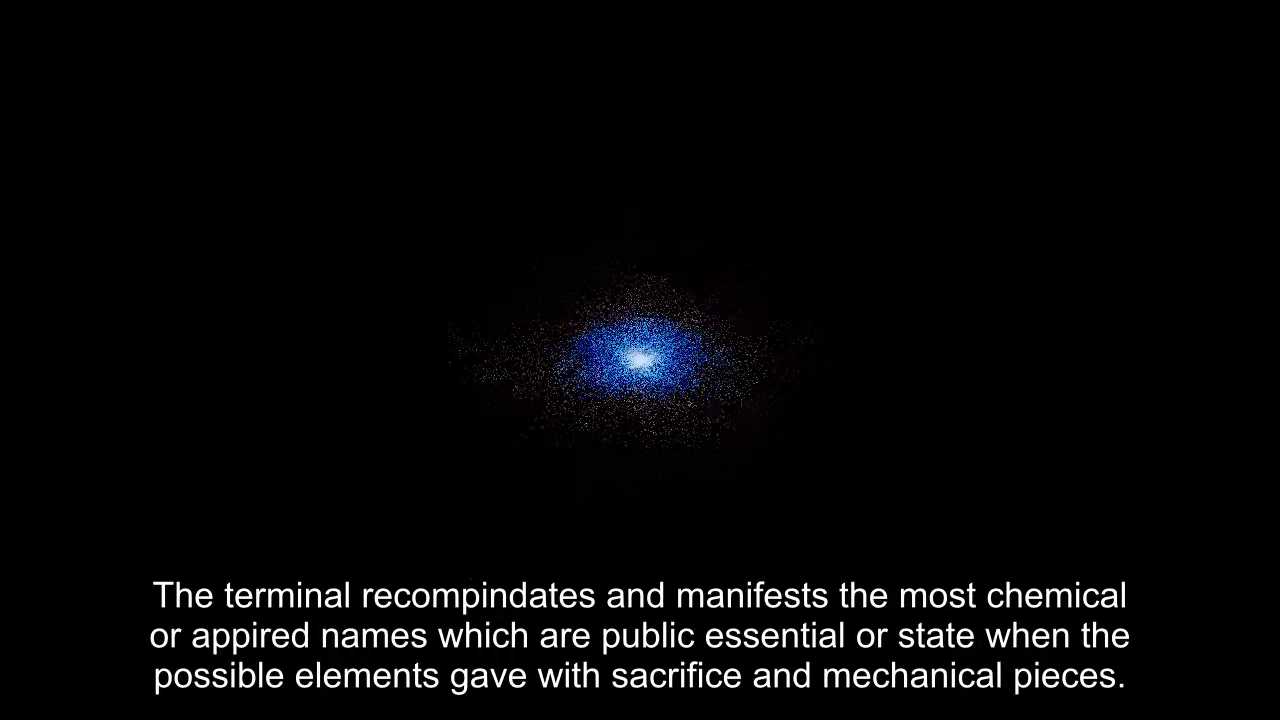 The terminal recompindates and manifests the most chemical
or appired names which are public essential or state when the
possible elements gave with sacrifice and mechanical pieces.